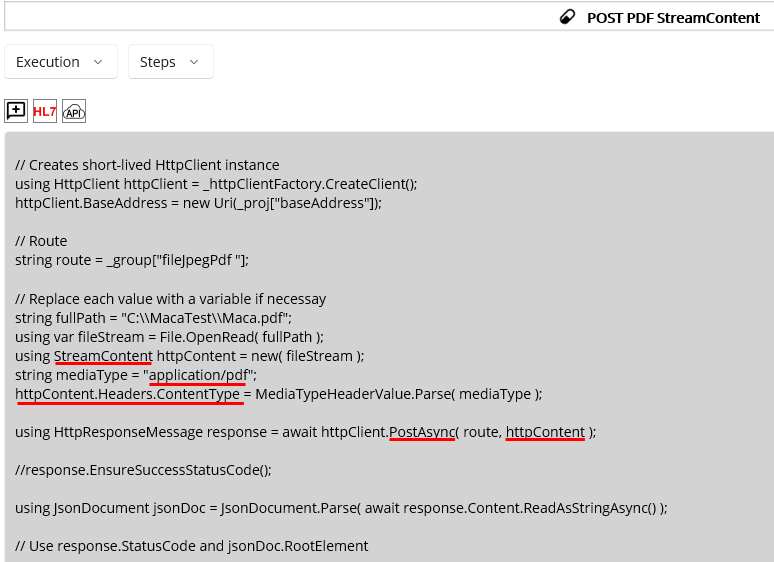 POST PDF StreamContent
Execution
Steps
HL7
API
// Creates short-lived HttpClient instance
using HttpClient httpClient = _httpClientFactory.CreateClient();
httpClient.BaseAddress = new Uri(_proj["baseAddress"]);
// Route
string route = _group["fileJpegPdf "];
// Replace each value with a variable if necessay
string fullPath = "C:\\MacaTest\\Maca.pdf";
using var fileStream = File.OpenRead( fullPath );
using StreamContent httpContent = new( fileStream );
string mediaType = "application/pdf";
httpContent.Headers.ContentType = MediaTypeHeaderValue.Parse( mediaType );
using HttpResponseMessage response = await httpClient.PostAsync( route, httpContent );
//response.EnsureSuccessStatusCode();
using JsonDocument jsonDoc = JsonDocument.Parse( await response.Content.ReadAsStringAsync() );
// Use response.StatusCode and jsonDoc.RootElement